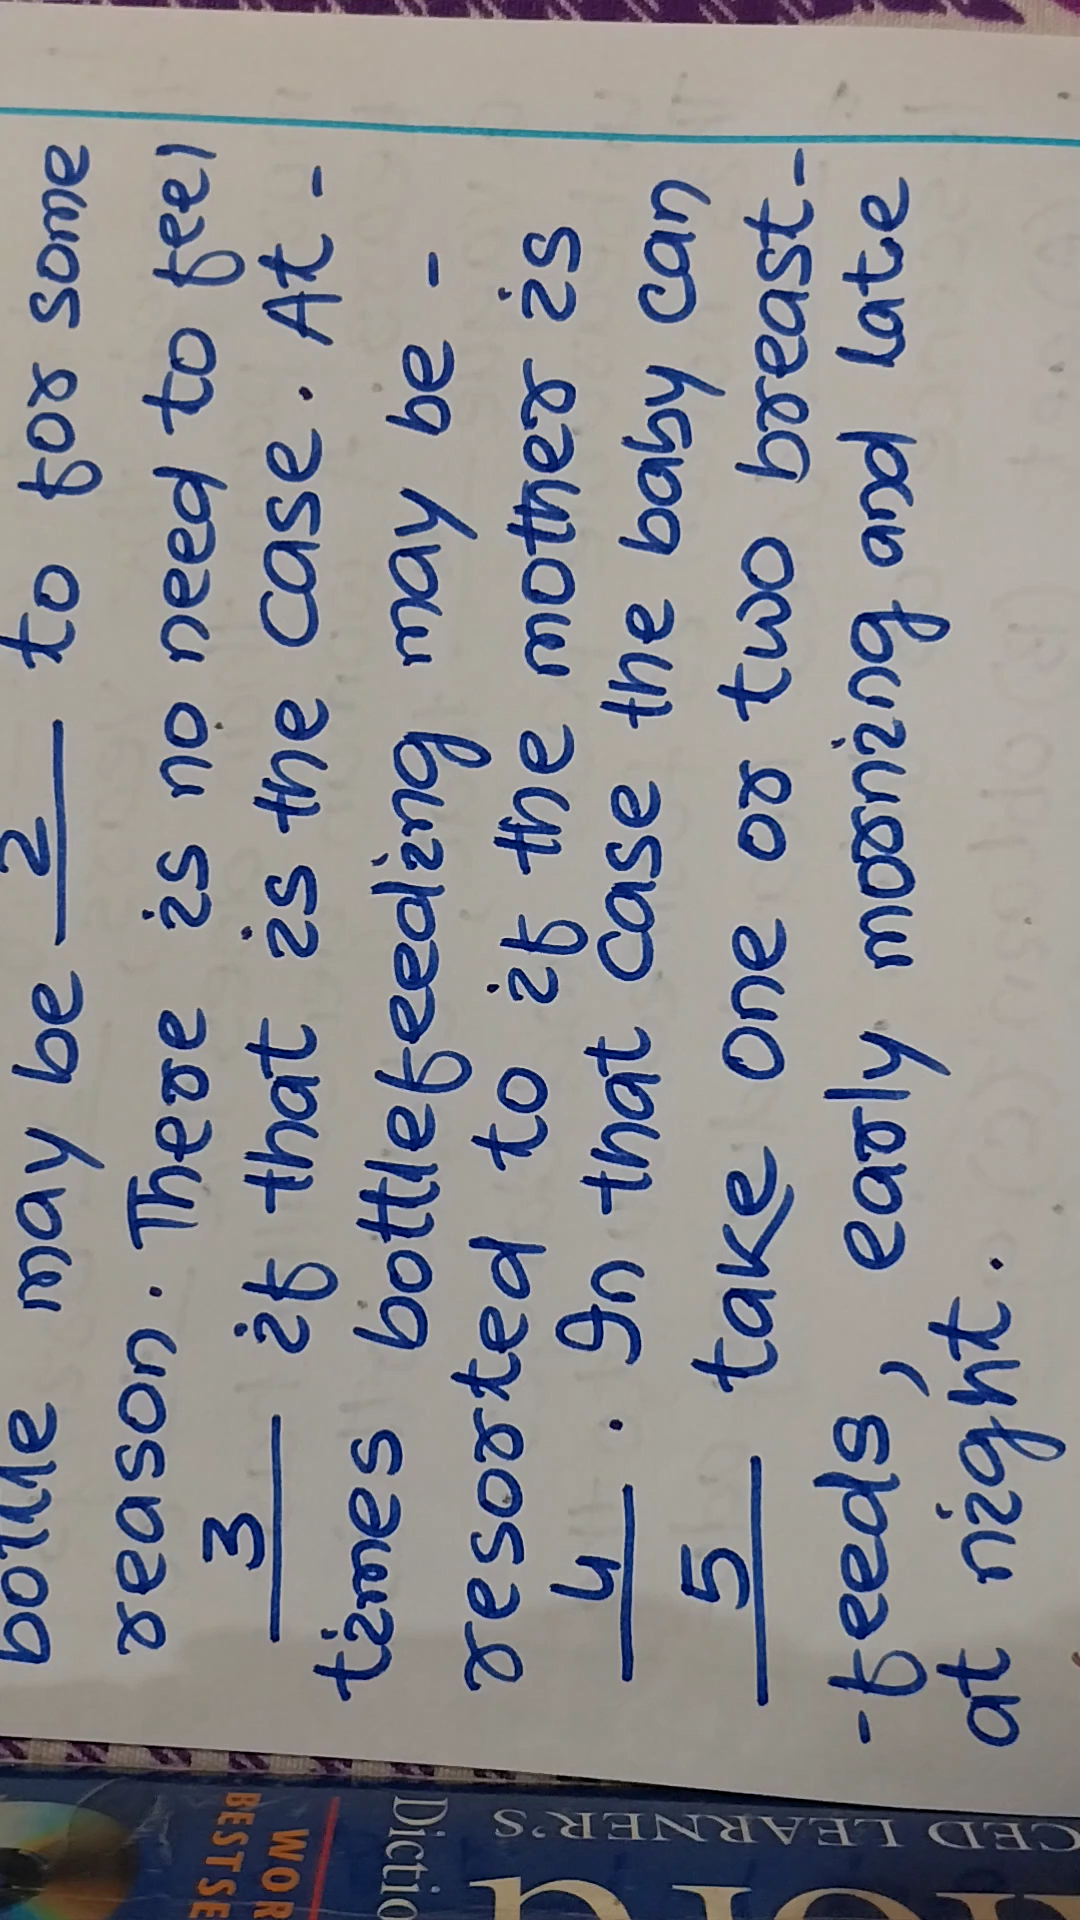 bottle may be 2 to for some
reason. There is no need to feel
3 if that is the case. At -
times bottlefeeding may be -
resorted to if the mother is
4. In that case the baby can
5 take one or two breast-
-feeds, early morning and late
at night.
WOR
BESTSE
Dictio
CED LEARNER'S